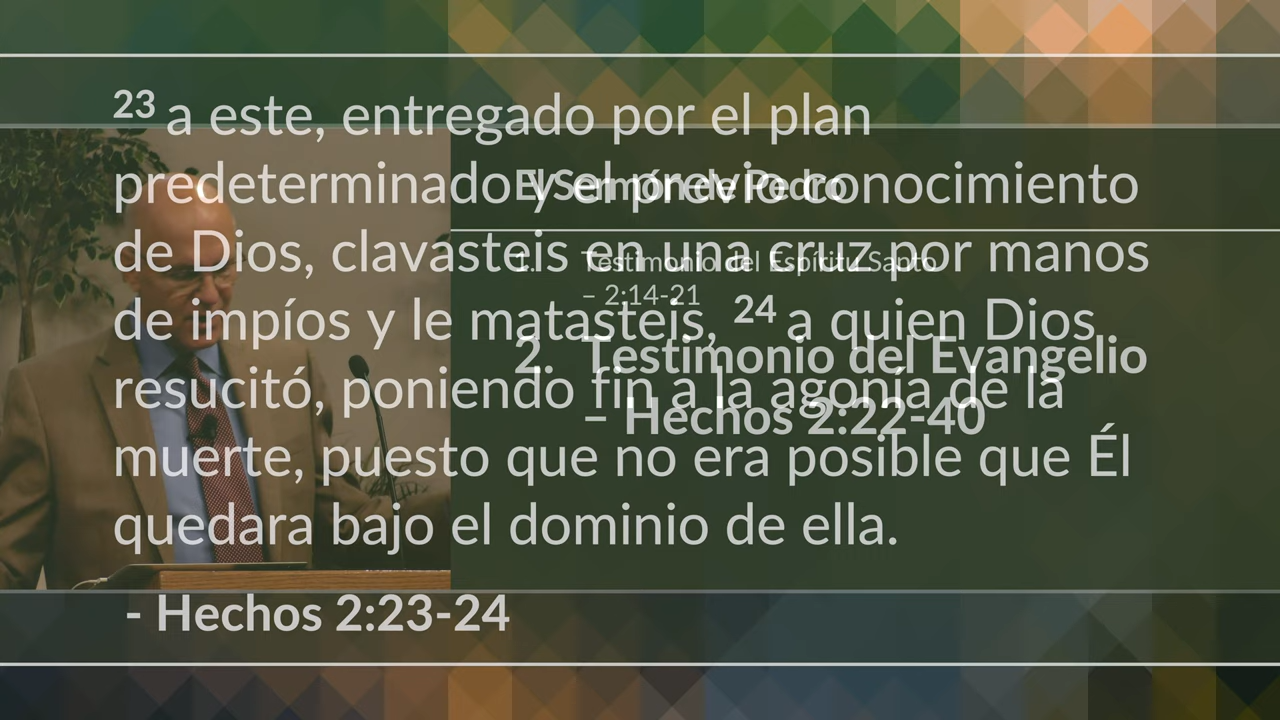 23 a este, entregado por el plan
predeterminado y el previo conocimiento
de Dios, clavasteis en una cruz por manos
de impíos y le matasteis, 24 a quien Dios
resucitó, poniendo fin a la agonía de la
muerte, puesto que no era posible que Él
quedara bajo el dominio de ella.
- Hechos 2:23-24
El Sermón de Pedro
1. Testimonio del Espíritu Santo
– 2:14-21
2. Testimonio del Evangelio
– Hechos 2:22-40